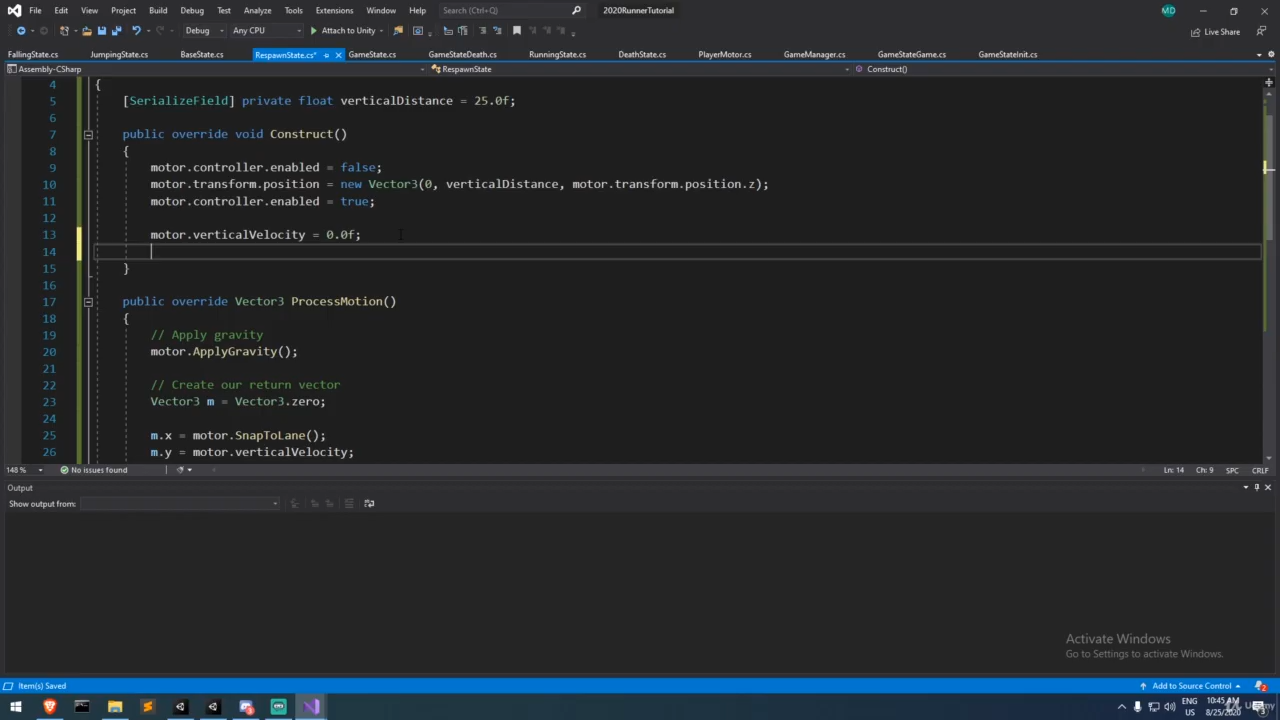 File Edit View Project Build Debug Test Analyze Tools Extensions Window Help Search (Ctrl+Q) 2020RunnerTutorial MD
Debug Any CPU Attach to Unity Live Share
FallingState.cs JumpingState.cs BaseState.cs RespawnState.cs* GameState.cs GameStateDeath.cs RunningState.cs DeathState.cs PlayerMotor.cs GameManager.cs GameStateGame.cs GameStateInit.cs
Assembly-CSharp RespawnState Construct()
4 {
5 [SerializeField] private float verticalDistance = 25.0f;
6
7 public override void Construct()
8 {
9 motor.controller.enabled = false;
10 motor.transform.position = new Vector3(0, verticalDistance, motor.transform.position.z);
11 motor.controller.enabled = true;
12
13 motor.verticalVelocity = 0.0f;
14
15 }
16
17 public override Vector3 ProcessMotion()
18 {
19 // Apply gravity
20 motor.ApplyGravity();
21
22 // Create our return vector
23 Vector3 m = Vector3.zero;
24
25 m.x = motor.SnapToLane();
26 m.y = motor.verticalVelocity;
148 % No issues found Ln: 14 Ch: 9 SPC CRLF
Output
Show output from:
Activate Windows
Go to Settings to activate Windows.
Item(s) Saved Add to Source Control 2
ENG 10:45 AM
US 8/25/2020